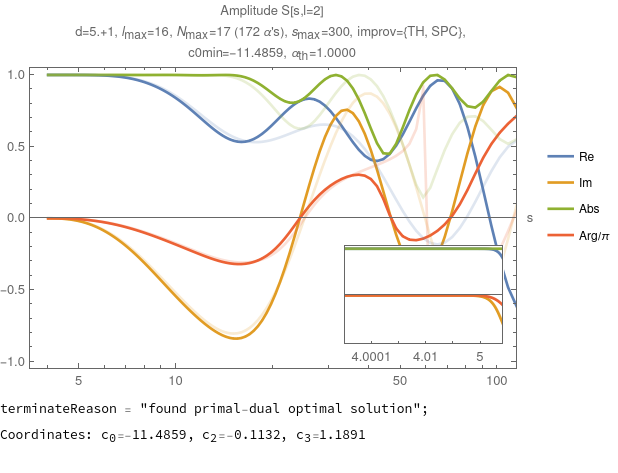 Amplitude S[s,l=2]
d=5.+1, lmax=16, Nmax=17 (172 α's), smax=300, improv={TH, SPC},
c0min=-11.4859, αth=1.0000
1.0
0.5
0.0
-0.5
-1.0
5
10
50
100
s
4.0001
4.01
5
Re
Im
Abs
Arg/π
terminateReason = "found primal-dual optimal solution";
Coordinates: c0=-11.4859, c2=-0.1132, c3=1.1891